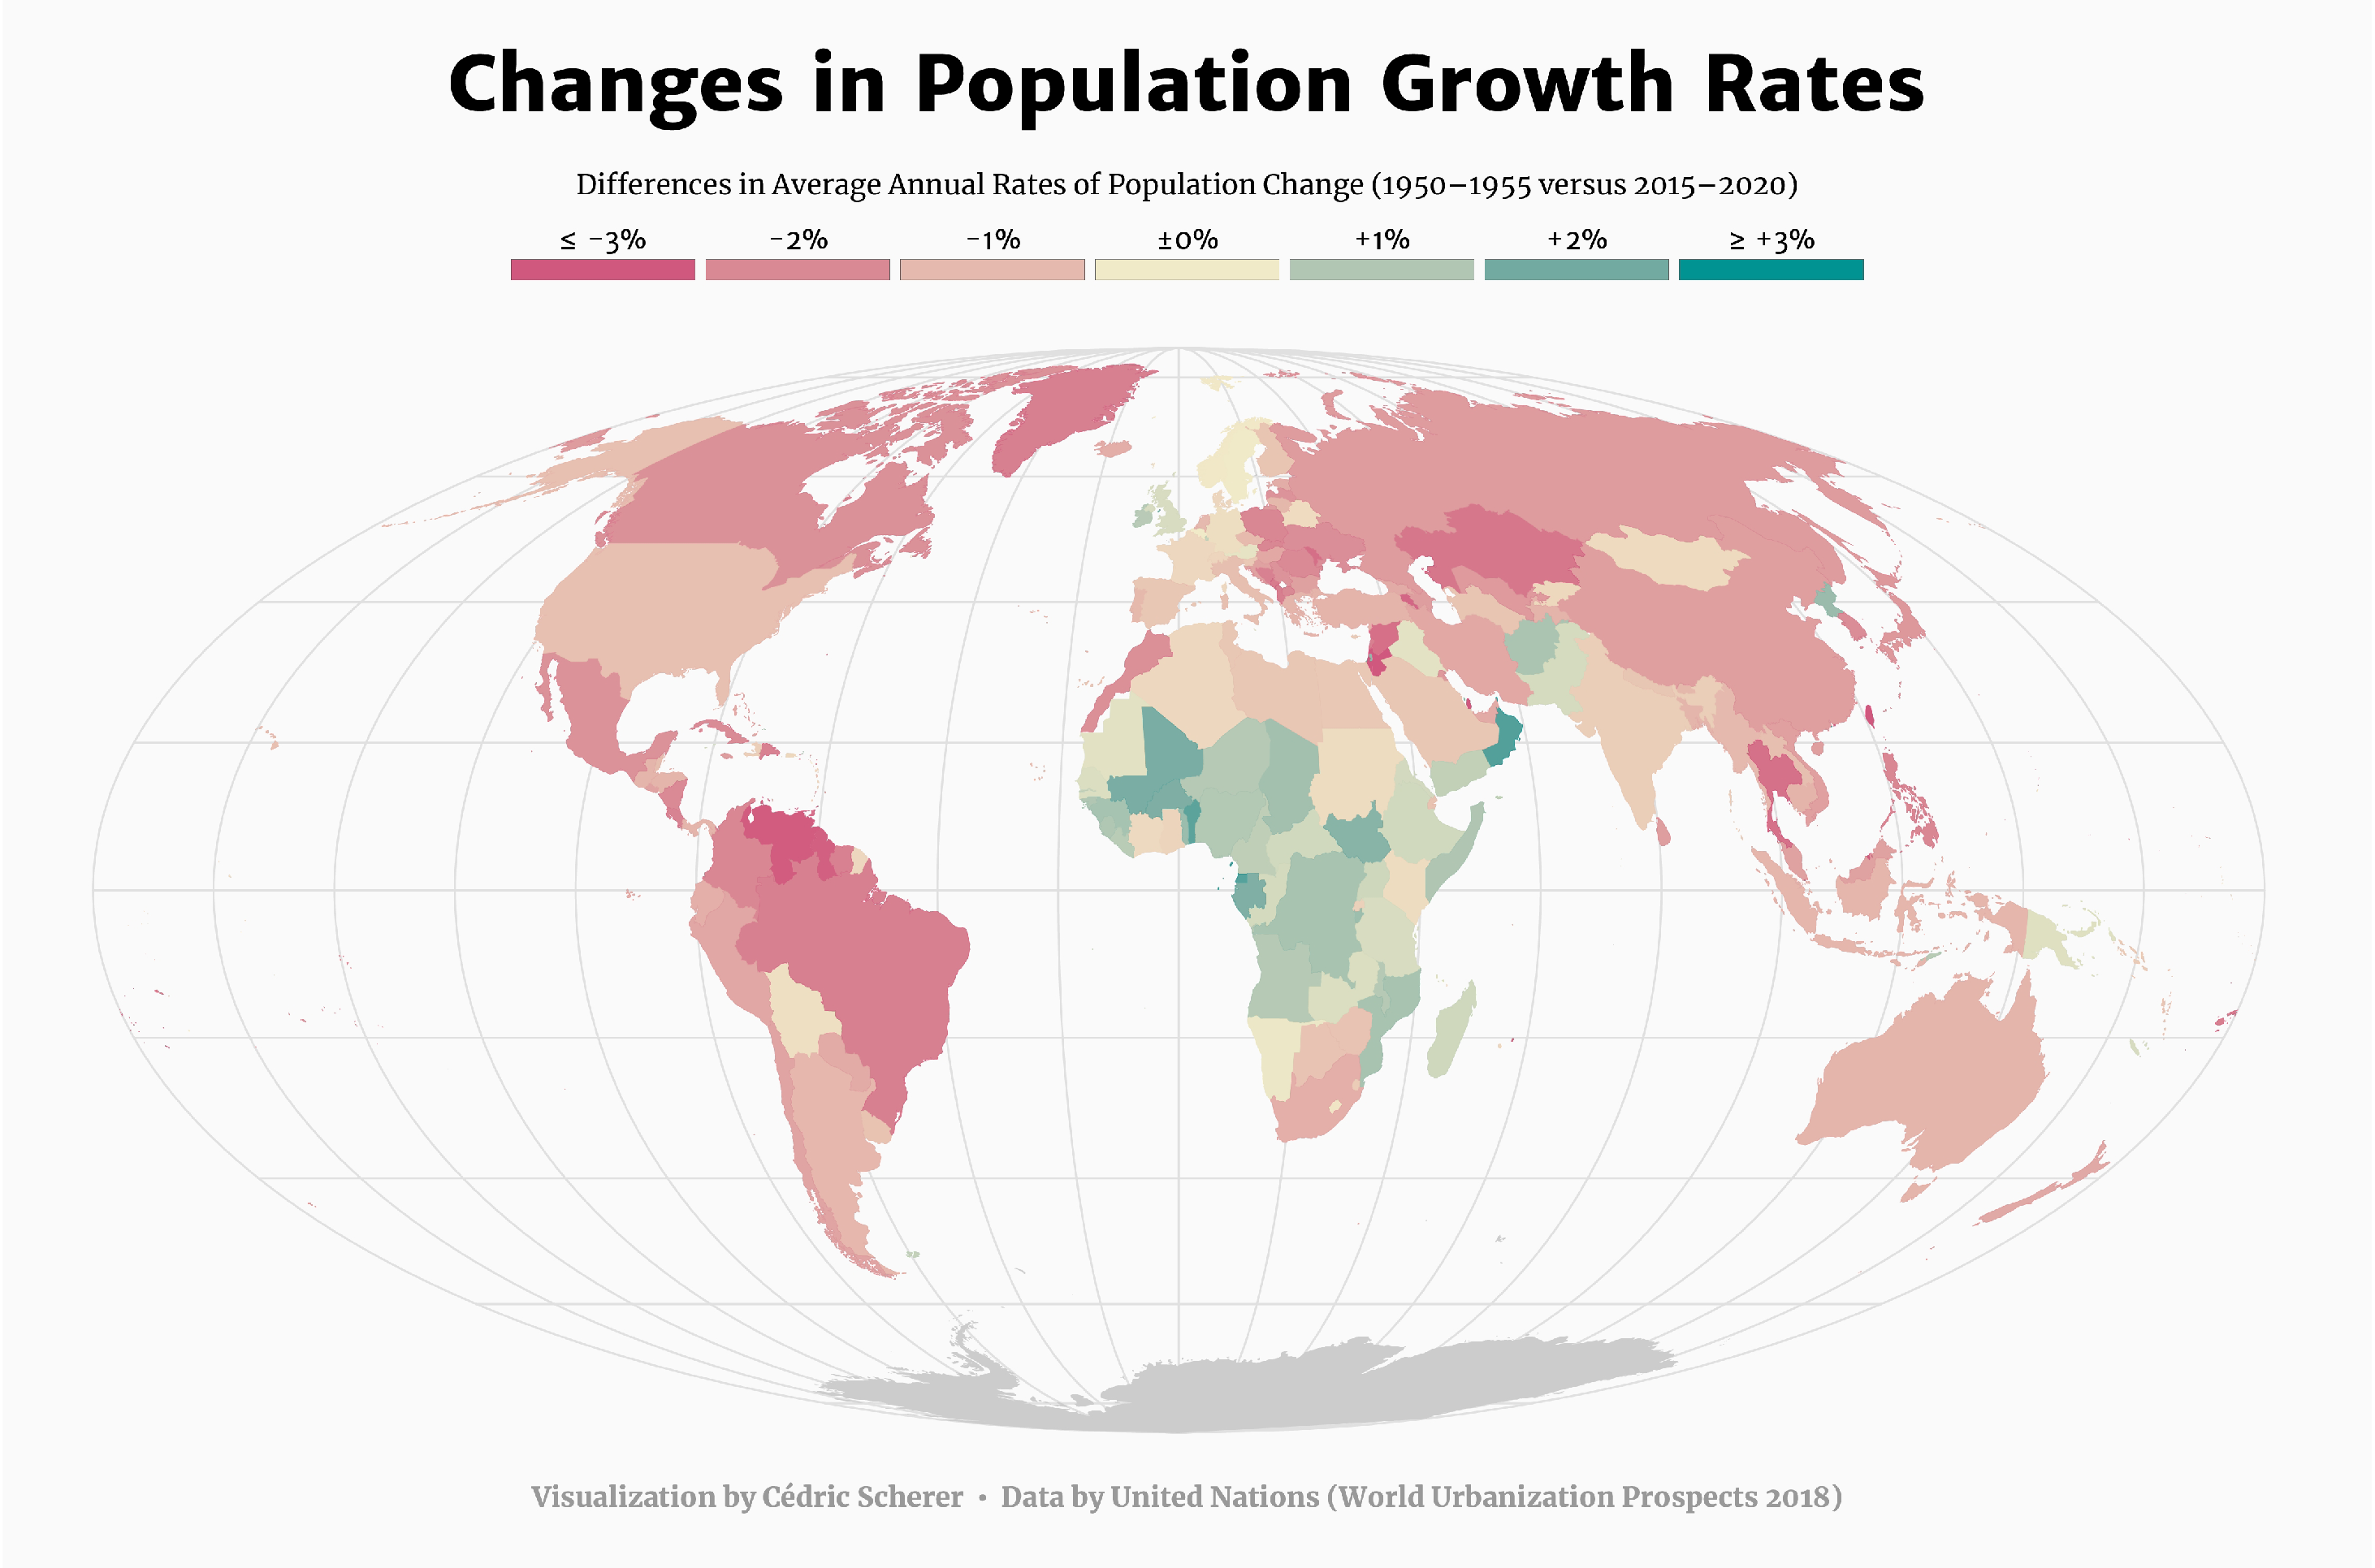 Changes in Population Growth Rates
Differences in Average Annual Rates of Population Change (1950–1955 versus 2015–2020)
≤ −3% −2% −1% ±0% +1% +2% ≥ +3%
Visualization by Cédric Scherer • Data by United Nations (World Urbanization Prospects 2018)